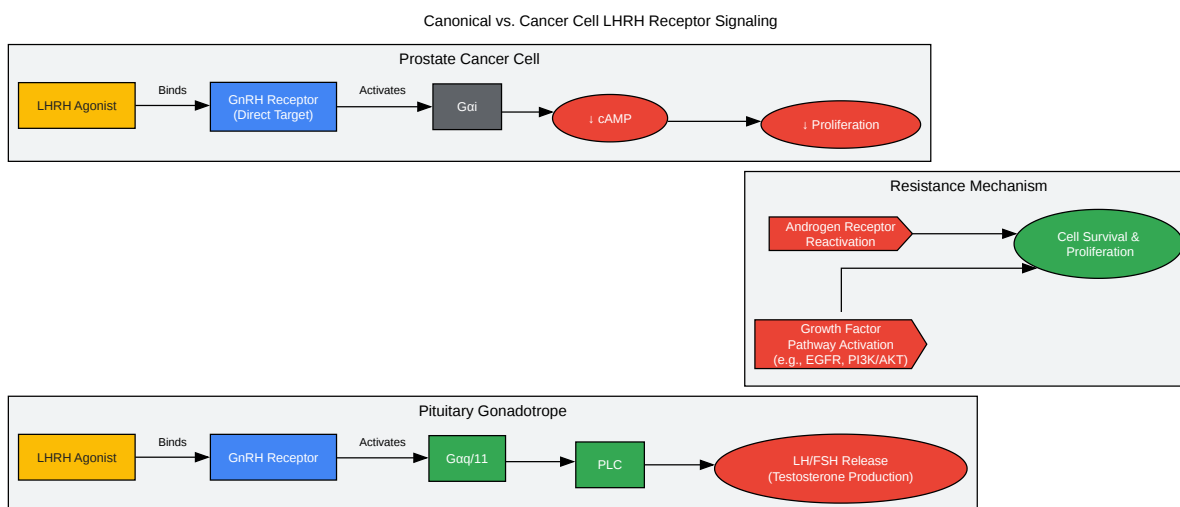 Canonical vs. Cancer Cell LHRH Receptor Signaling
Prostate Cancer Cell
LHRH Agonist
Binds
GnRH Receptor
(Direct Target)
Activates
Gαi
↓ cAMP
↓ Proliferation
Resistance Mechanism
Androgen Receptor
Reactivation
Cell Survival &
Proliferation
Growth Factor
Pathway Activation
(e.g., EGFR, PI3K/AKT)
Pituitary Gonadotrope
LHRH Agonist
Binds
GnRH Receptor
Activates
Gαq/11
PLC
LH/FSH Release
(Testosterone Production)